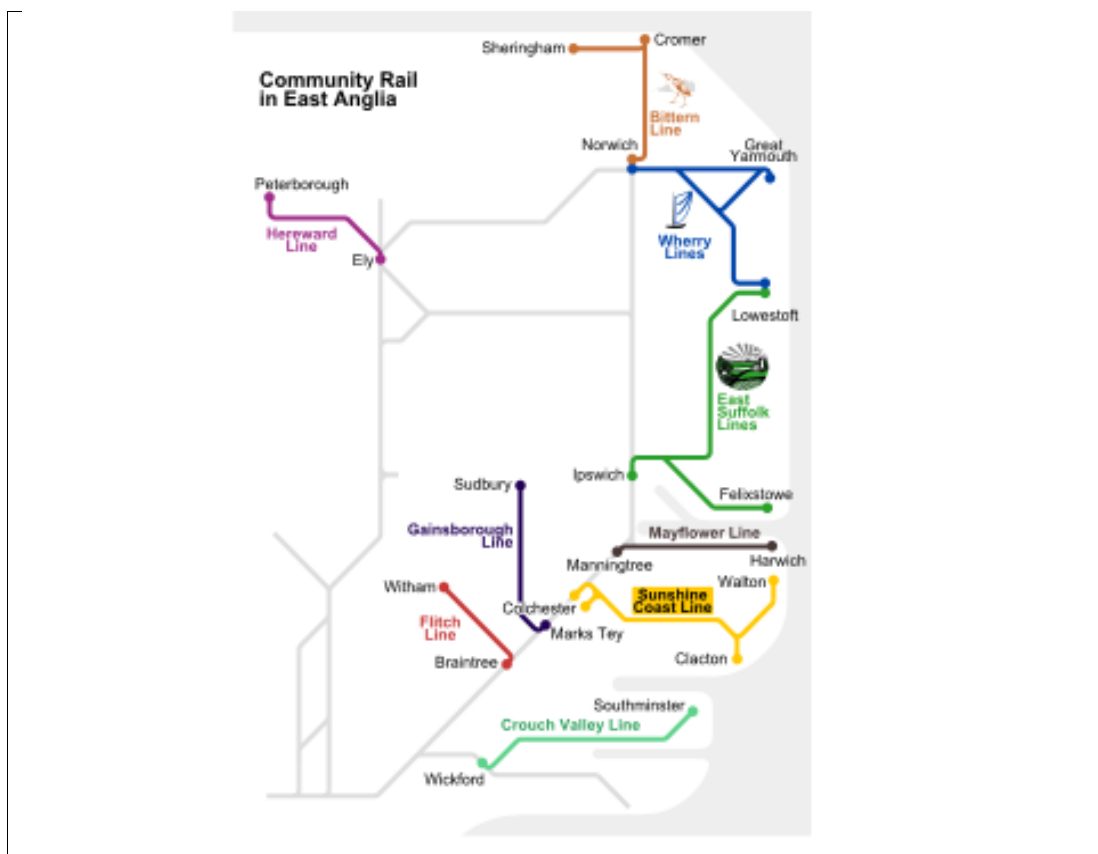 Sheringham
Cromer
Community Rail
in East Anglia
Bittern
Line
Norwich
Great
Yarmouth
Peterborough
Hereward
Line
Ely
Wherry
Lines
Lowestoft
East
Suffolk
Lines
Ipswich
Sudbury
Felixstowe
Gainsborough
Line
Mayflower Line
Manningtree
Harwich
Witham
Walton
Sunshine
Coast Line
Colchester
Flitch
Line
Marks Tey
Braintree
Clacton
Southminster
Crouch Valley Line
Wickford